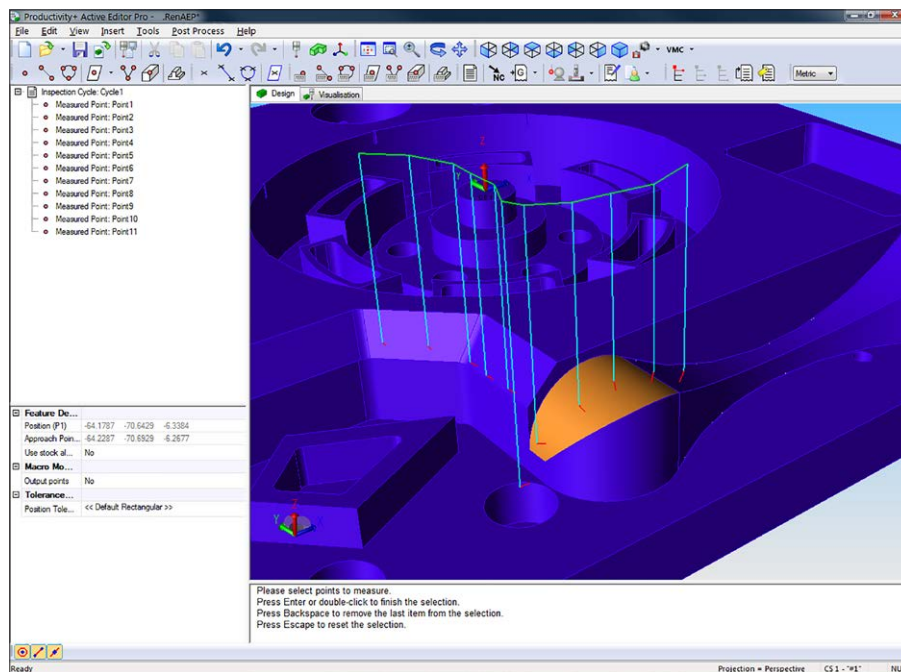 Productivity+ Active Editor Pro - .RenAEP*
File Edit View Insert Tools Post Process Help
VMC
NC +G Metric
Inspection Cycle: Cycle1
Measured Point: Point1
Measured Point: Point2
Measured Point: Point3
Measured Point: Point4
Measured Point: Point5
Measured Point: Point6
Measured Point: Point7
Measured Point: Point8
Measured Point: Point9
Measured Point: Point10
Measured Point: Point11
Design Visualisation
Z
Y
Z
Y
Feature De...
Position (P1) -64.1787 -70.6429 -6.3384
Approach Poin... -64.2287 -70.6929 -6.2677
Use stock al... No
Macro Mo...
Output points No
Tolerance...
Position Tole... << Default Rectangular >>
Please select points to measure.
Press Enter or double-click to finish the selection.
Press Backspace to remove the last item from the selection.
Press Escape to reset the selection.
Ready Projection = Perspective CS 1 - "#1" NU